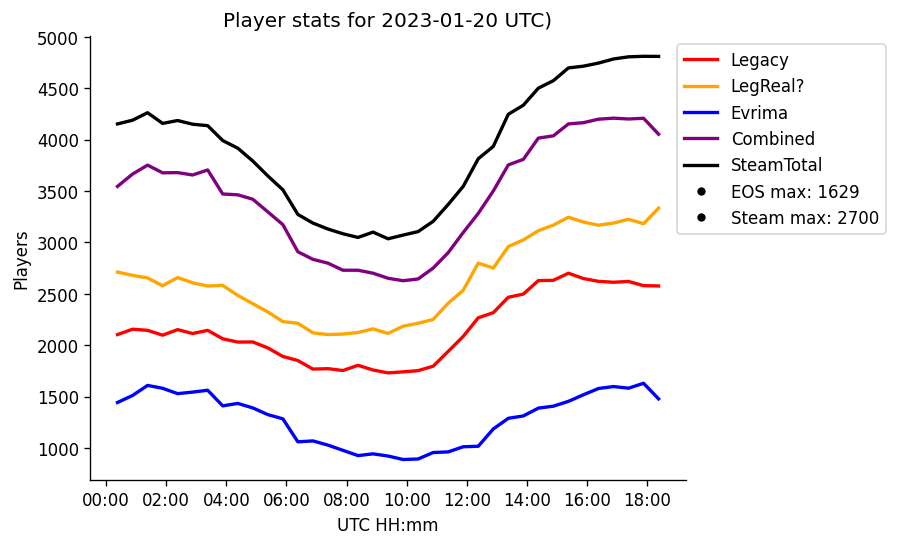 Player stats for 2023-01-20 UTC)
5000
4500
4000
3500
3000
2500
2000
1500
1000
Players
00:00 02:00 04:00 06:00 08:00 10:00 12:00 14:00 16:00 18:00
UTC HH:mm
Legacy
LegReal?
Evrima
Combined
SteamTotal
EOS max: 1629
Steam max: 2700